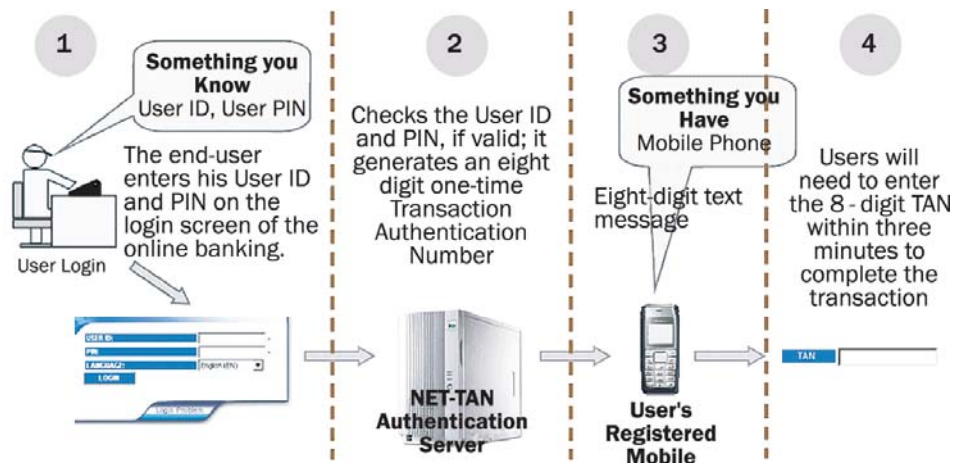 1
Something you
Know
User ID, User PIN
The end-user
enters his User ID
and PIN on the
login screen of the
online banking.
User Login
USER ID:
PIN:
LANGUAGE:
English (EN)
LOGIN
Login Problem
2
Checks the User ID
and PIN, if valid; it
generates an eight
digit one-time
Transaction
Authentication
Number
NET-TAN
Authentication
Server
3
Something you
Have
Mobile Phone
Eight-digit text
message
User's
Registered
Mobile
4
Users will
need to enter
the 8 - digit TAN
within three
minutes to
complete the
transaction
TAN